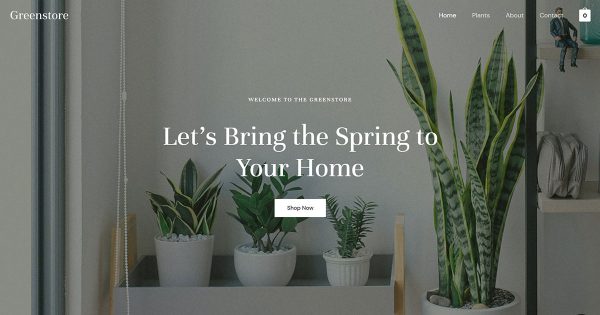 Greenstore
Home Plants About Contact 0
WELCOME TO THE GREENSTORE
Let's Bring the Spring to
Your Home
Shop Now